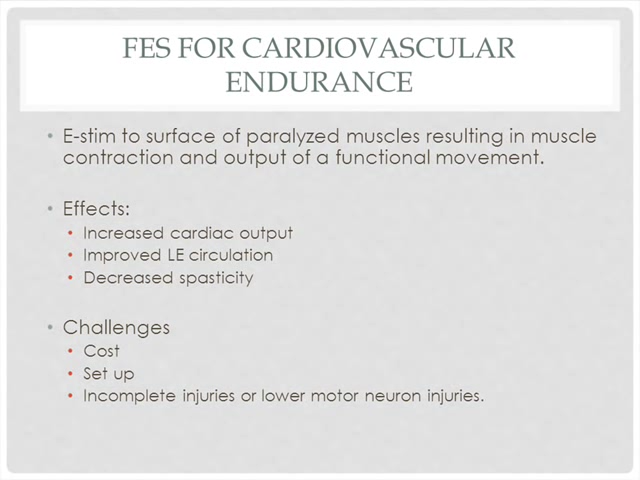 FES FOR CARDIOVASCULAR
ENDURANCE
• E-stim to surface of paralyzed muscles resulting in muscle
contraction and output of a functional movement.
• Effects:
• Increased cardiac output
• Improved LE circulation
• Decreased spasticity
• Challenges
• Cost
• Set up
• Incomplete injuries or lower motor neuron injuries.